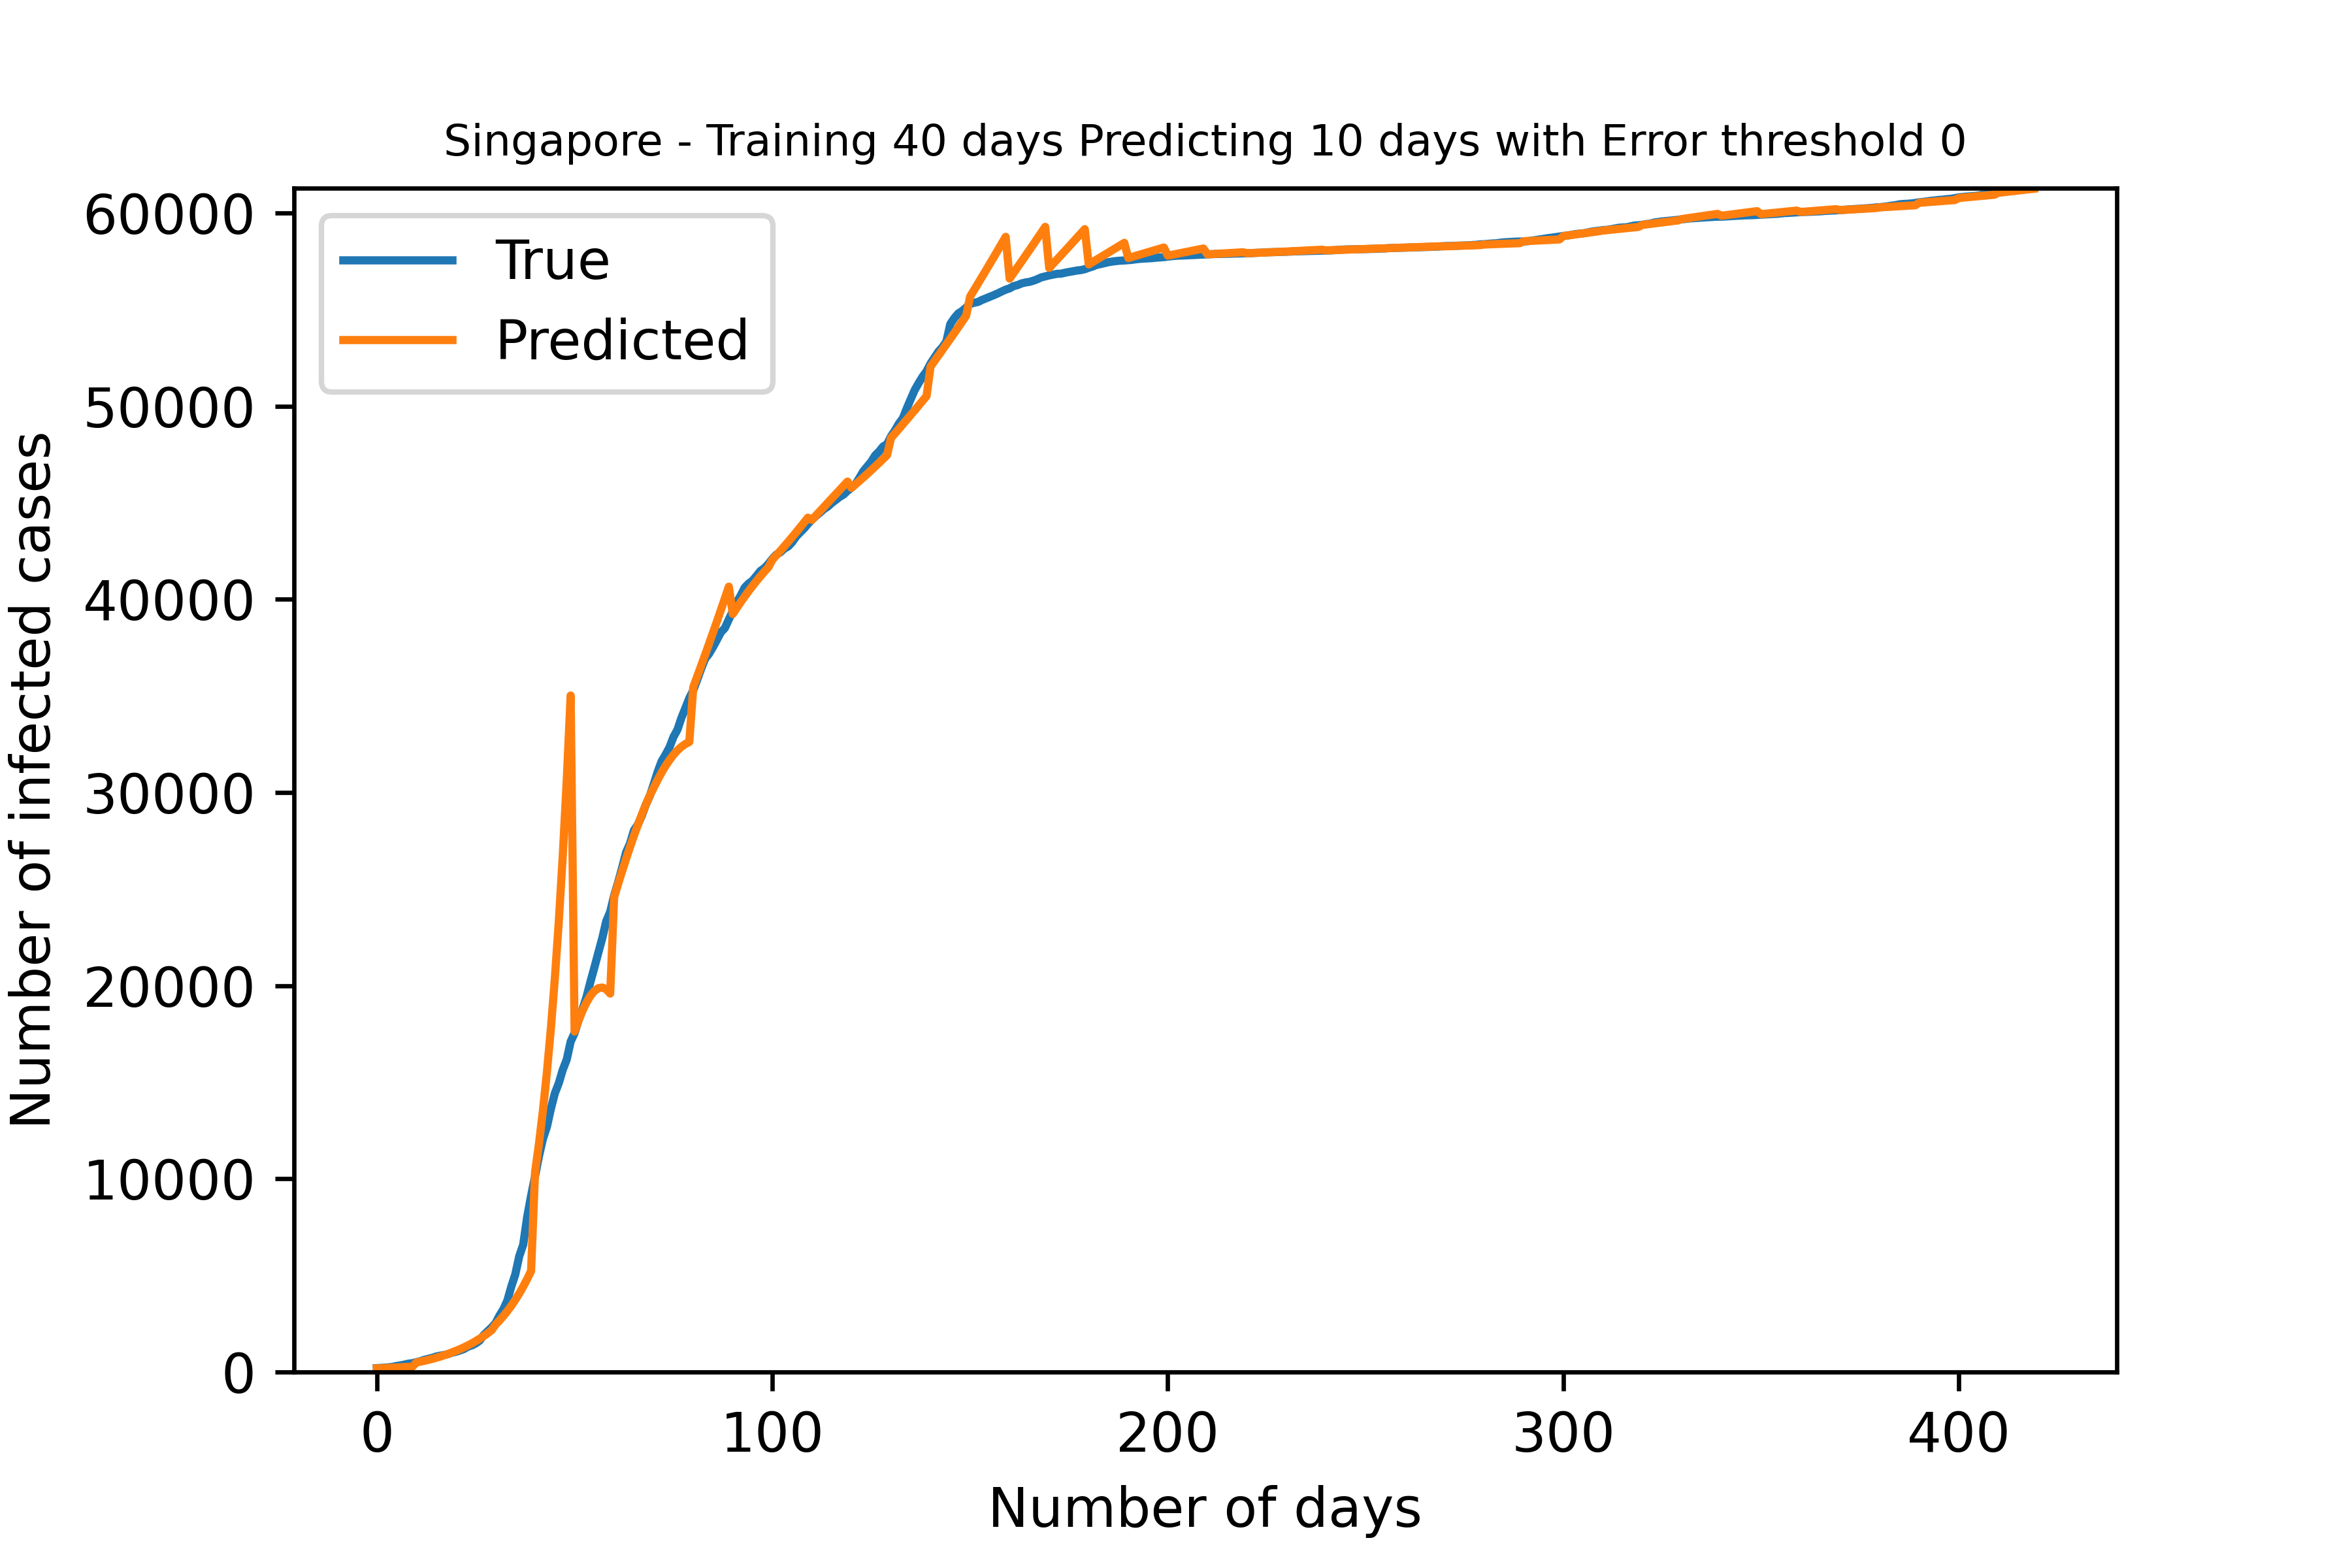 Singapore - Training 40 days Predicting 10 days with Error threshold 0
True
Predicted
Number of infected cases
60000
50000
40000
30000
20000
10000
0
0 100 200 300 400
Number of days